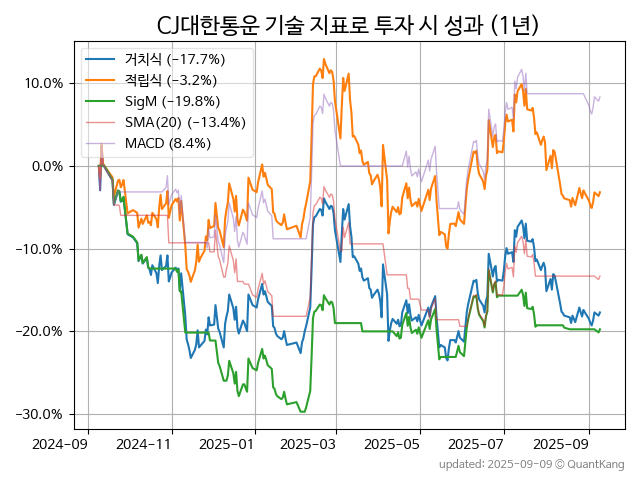 CJ대한통운 기술 지표로 투자 시 성과 (1년)
거치식 (−17.7%)
적립식 (−3.2%)
SigM (−19.8%)
SMA(20) (−13.4%)
MACD (8.4%)
10.0%
0.0%
−10.0%
−20.0%
−30.0%
2024-09 2024-11 2025-01 2025-03 2025-05 2025-07 2025-09
updated: 2025-09-09 © QuantKang